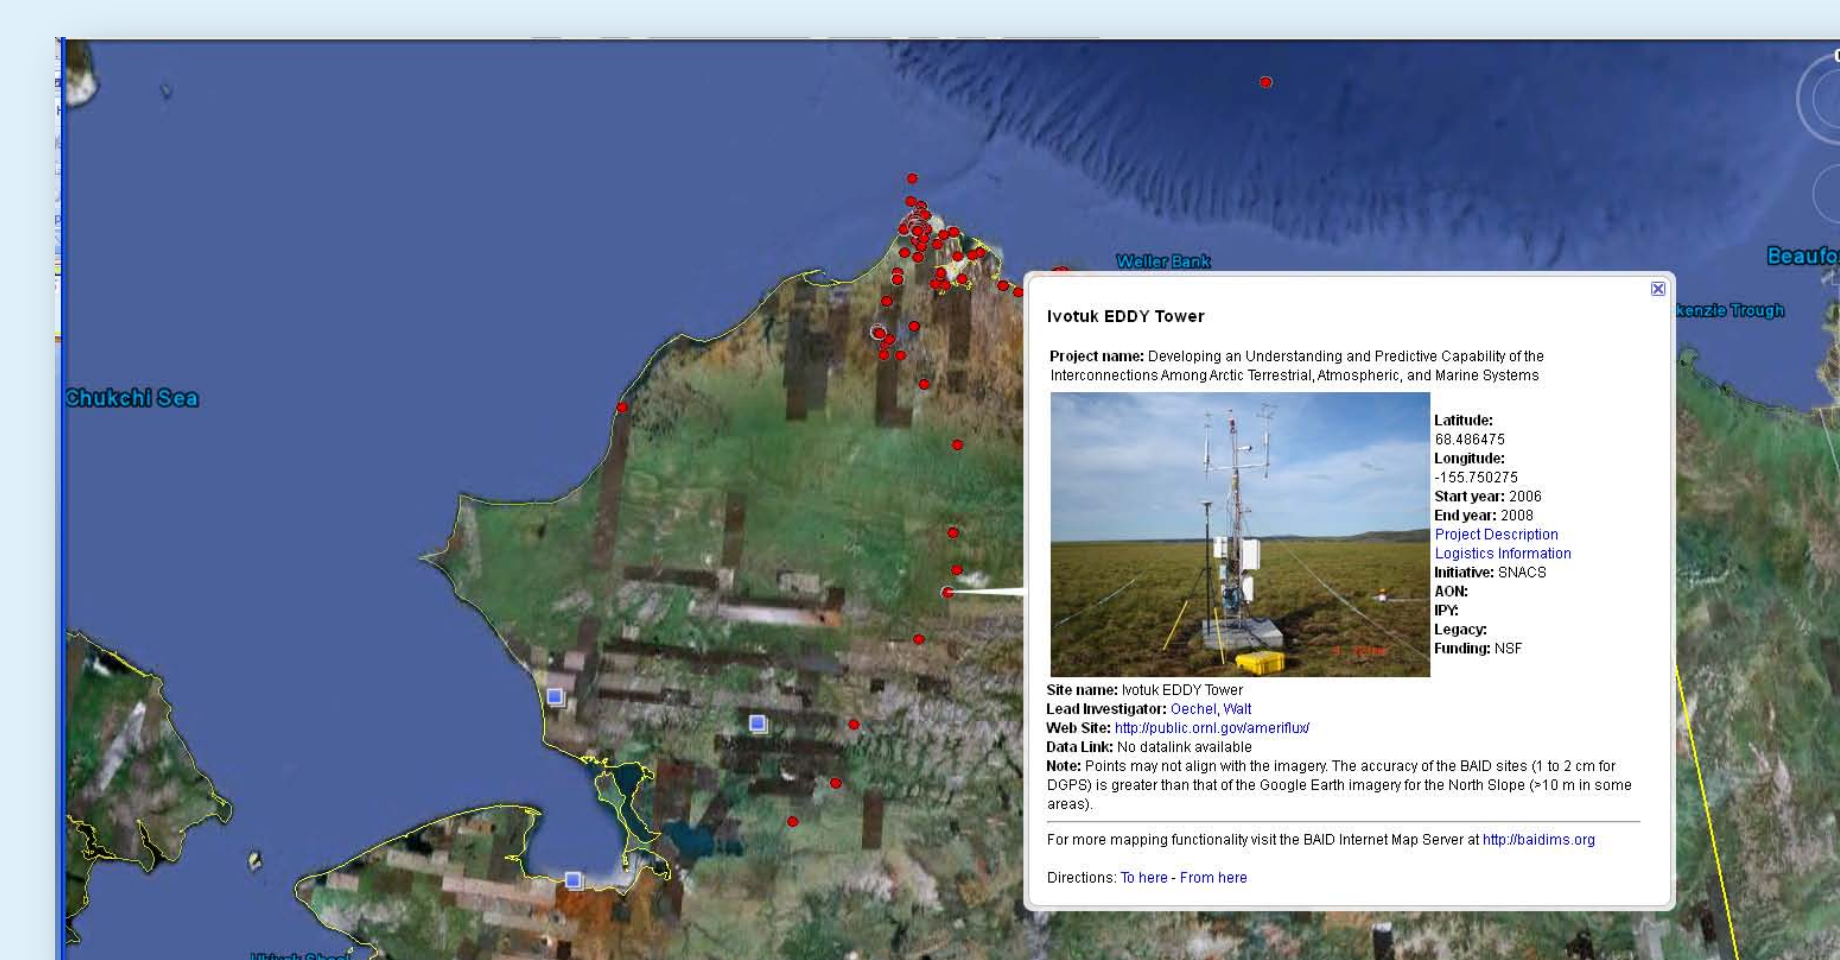 Weller Bank
Beaufo
kenzie Trough
Chukchi Sea
Ivotuk EDDY Tower
Project name: Developing an Understanding and Predictive Capability of the
Interconnections Among Arctic Terrestrial, Atmospheric, and Marine Systems
Latitude:
68.486475
Longitude:
-155.750275
Start year: 2006
End year: 2008
Project Description
Logistics Information
Initiative: SNACS
AON:
IPY:
Legacy:
Funding: NSF
Site name: Ivotuk EDDY Tower
Lead Investigator: Oechel, Walt
Web Site: http://public.ornl.gov/ameriflux/
Data Link: No datalink available
Note: Points may not align with the imagery. The accuracy of the BAID sites (1 to 2 cm for
DGPS) is greater than that of the Google Earth imagery for the North Slope (>10 m in some
areas).
For more mapping functionality visit the BAID Internet Map Server at http://baidims.org
Directions: To here - From here